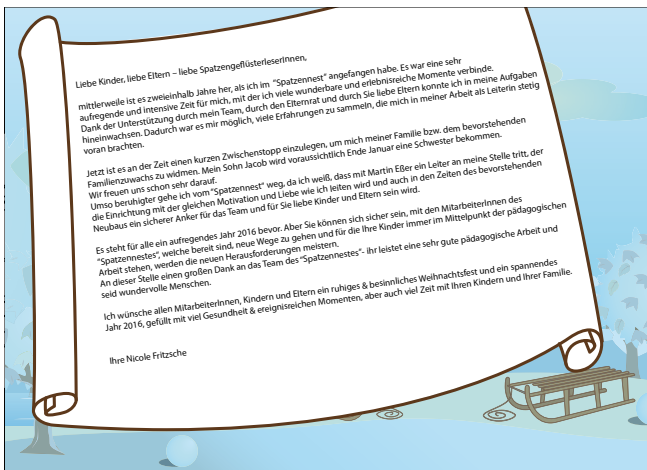 Liebe Kinder, liebe Eltern – liebe SpatzengeflüsterleserInnen,
mittlerweile ist es zweieinhalb Jahre her, als ich im "Spatzennest" angefangen habe. Es war eine sehr
aufregende und intensive Zeit für mich, mit der ich viele wunderbare und erlebnisreiche Momente verbinde.
Dank der Unterstützung durch mein Team, durch den Elternrat und durch Sie liebe Eltern konnte ich in meine Aufgaben
hineinwachsen. Dadurch war es mir möglich, viele Erfahrungen zu sammeln, die mich in meiner Arbeit als Leiterin stetig
voran brachten.
Jetzt ist es an der Zeit einen kurzen Zwischenstopp einzulegen, um mich meiner Familie bzw. dem bevorstehenden
Familienzuwachs zu widmen. Mein Sohn Jacob wird voraussichtlich Ende Januar eine Schwester bekommen.
Wir freuen uns schon sehr darauf.
Umso beruhigter gehe ich vom "Spatzennest" weg, da ich weiß, dass mit Martin Eßer ein Leiter an meine Stelle tritt, der
die Einrichtung mit der gleichen Motivation und Liebe wie ich leiten wird und auch in den Zeiten des bevorstehenden
Neubaus ein sicherer Anker für das Team und für Sie liebe Kinder und Eltern sein wird.
Es steht für alle ein aufregendes Jahr 2016 bevor. Aber Sie können sich sicher sein, mit den MitarbeiterInnen des
"Spatzennestes", welche bereit sind, neue Wege zu gehen und für die Ihre Kinder immer im Mittelpunkt der pädagogischen
Arbeit stehen, werden die neuen Herausforderungen meistern.
An dieser Stelle einen großen Dank an das Team des "Spatzennestes"- ihr leistet eine sehr gute pädagogische Arbeit und
seid wundervolle Menschen.
Ich wünsche allen MitarbeiterInnen, Kindern und Eltern ein ruhiges & besinnliches Weihnachtsfest und ein spannendes
Jahr 2016, gefüllt mit viel Gesundheit & ereignisreichen Momenten, aber auch viel Zeit mit Ihren Kindern und Ihrer Familie.
Ihre Nicole Fritzsche